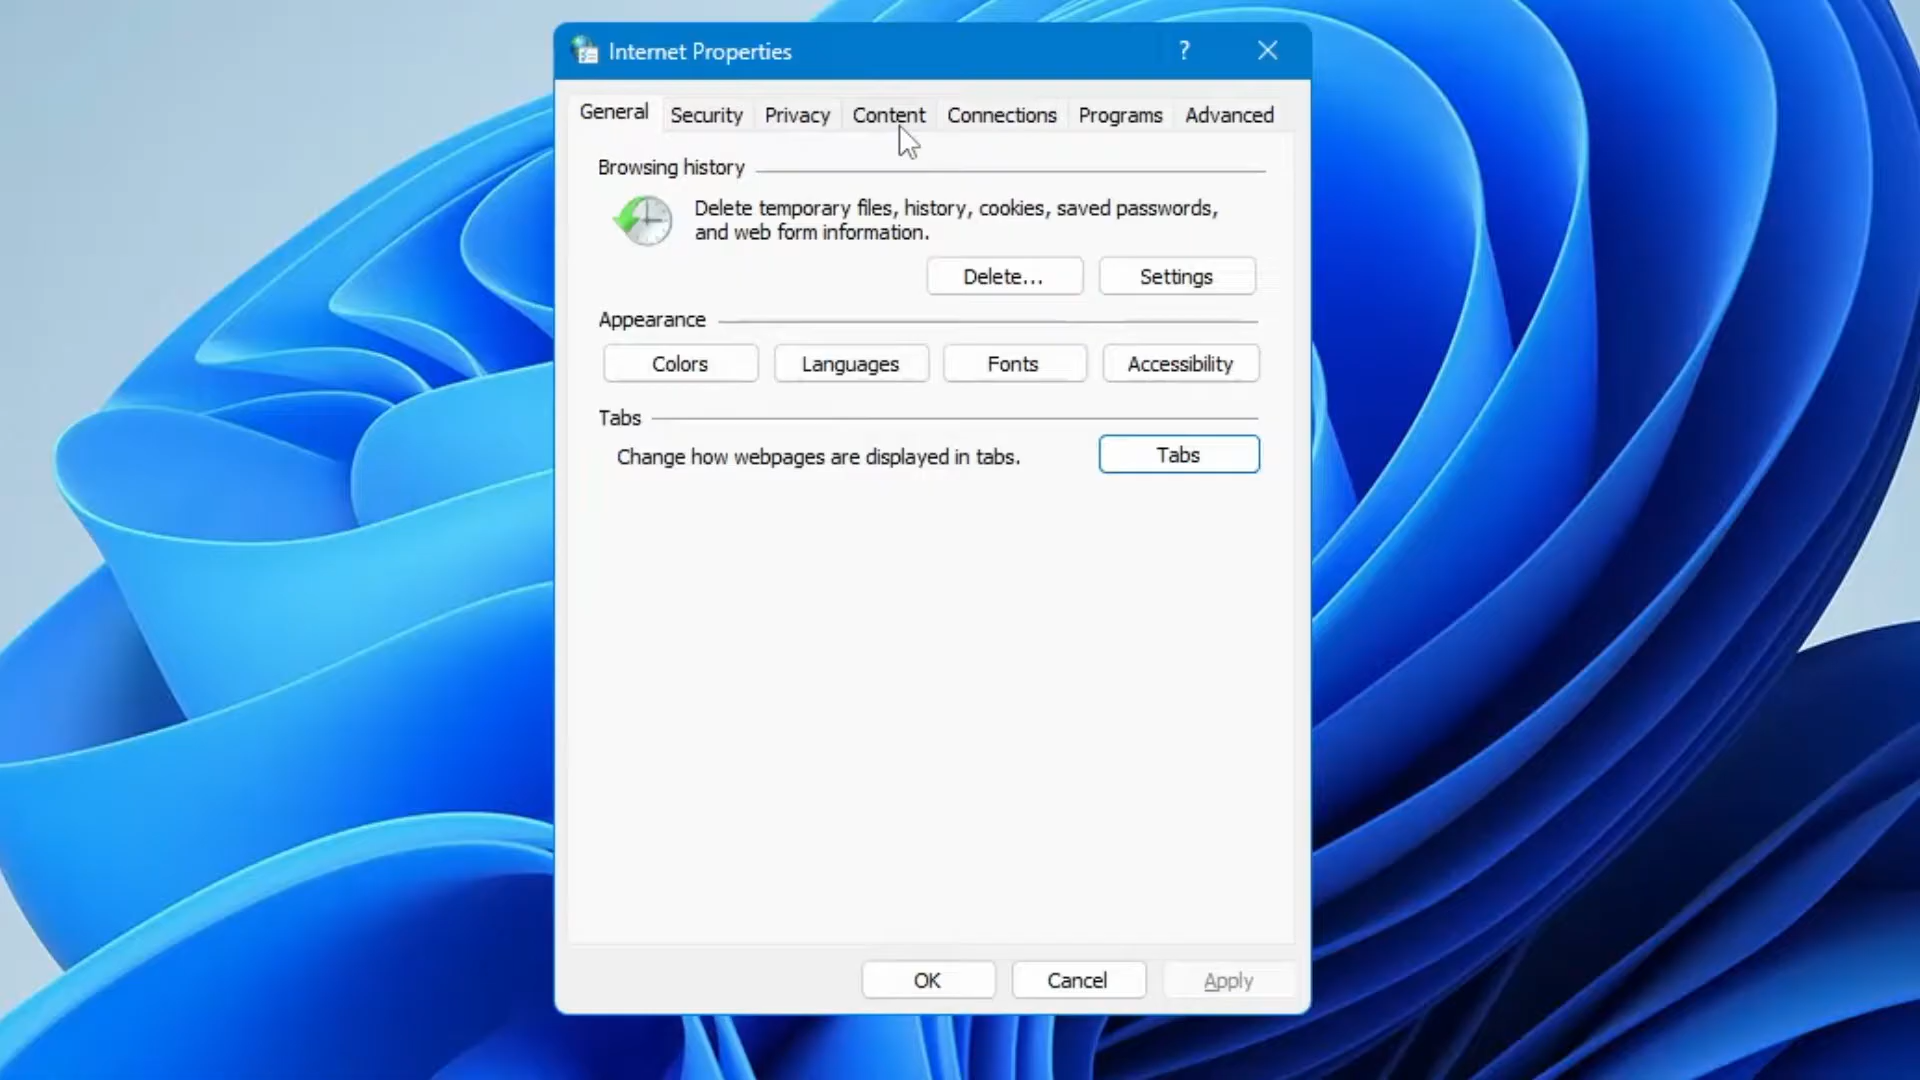 Internet Properties ?
General Security Privacy Content Connections Programs Advanced
Browsing history
Delete temporary files, history, cookies, saved passwords,
and web form information.
Delete... Settings
Appearance
Colors Languages Fonts Accessibility
Tabs
Change how webpages are displayed in tabs. Tabs
OK Cancel Apply